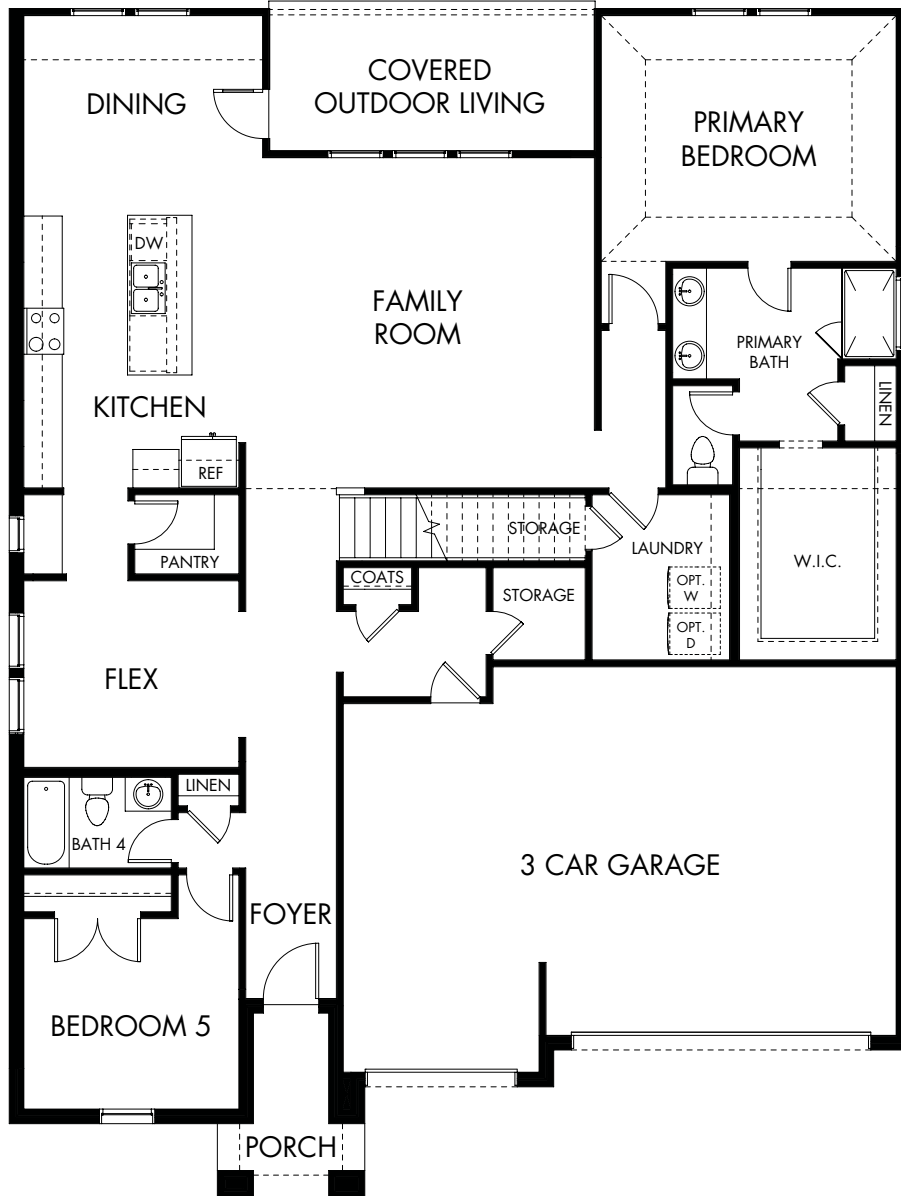 COVERED
OUTDOOR LIVING
DINING
PRIMARY
BEDROOM
DW
FAMILY
ROOM
PRIMARY
BATH
LINEN
KITCHEN
REF
PANTRY
STORAGE
LAUNDRY
W.I.C.
COATS
STORAGE
OPT.
W
OPT.
D
FLEX
LINEN
BATH 4
3 CAR GARAGE
FOYER
BEDROOM 5
PORCH